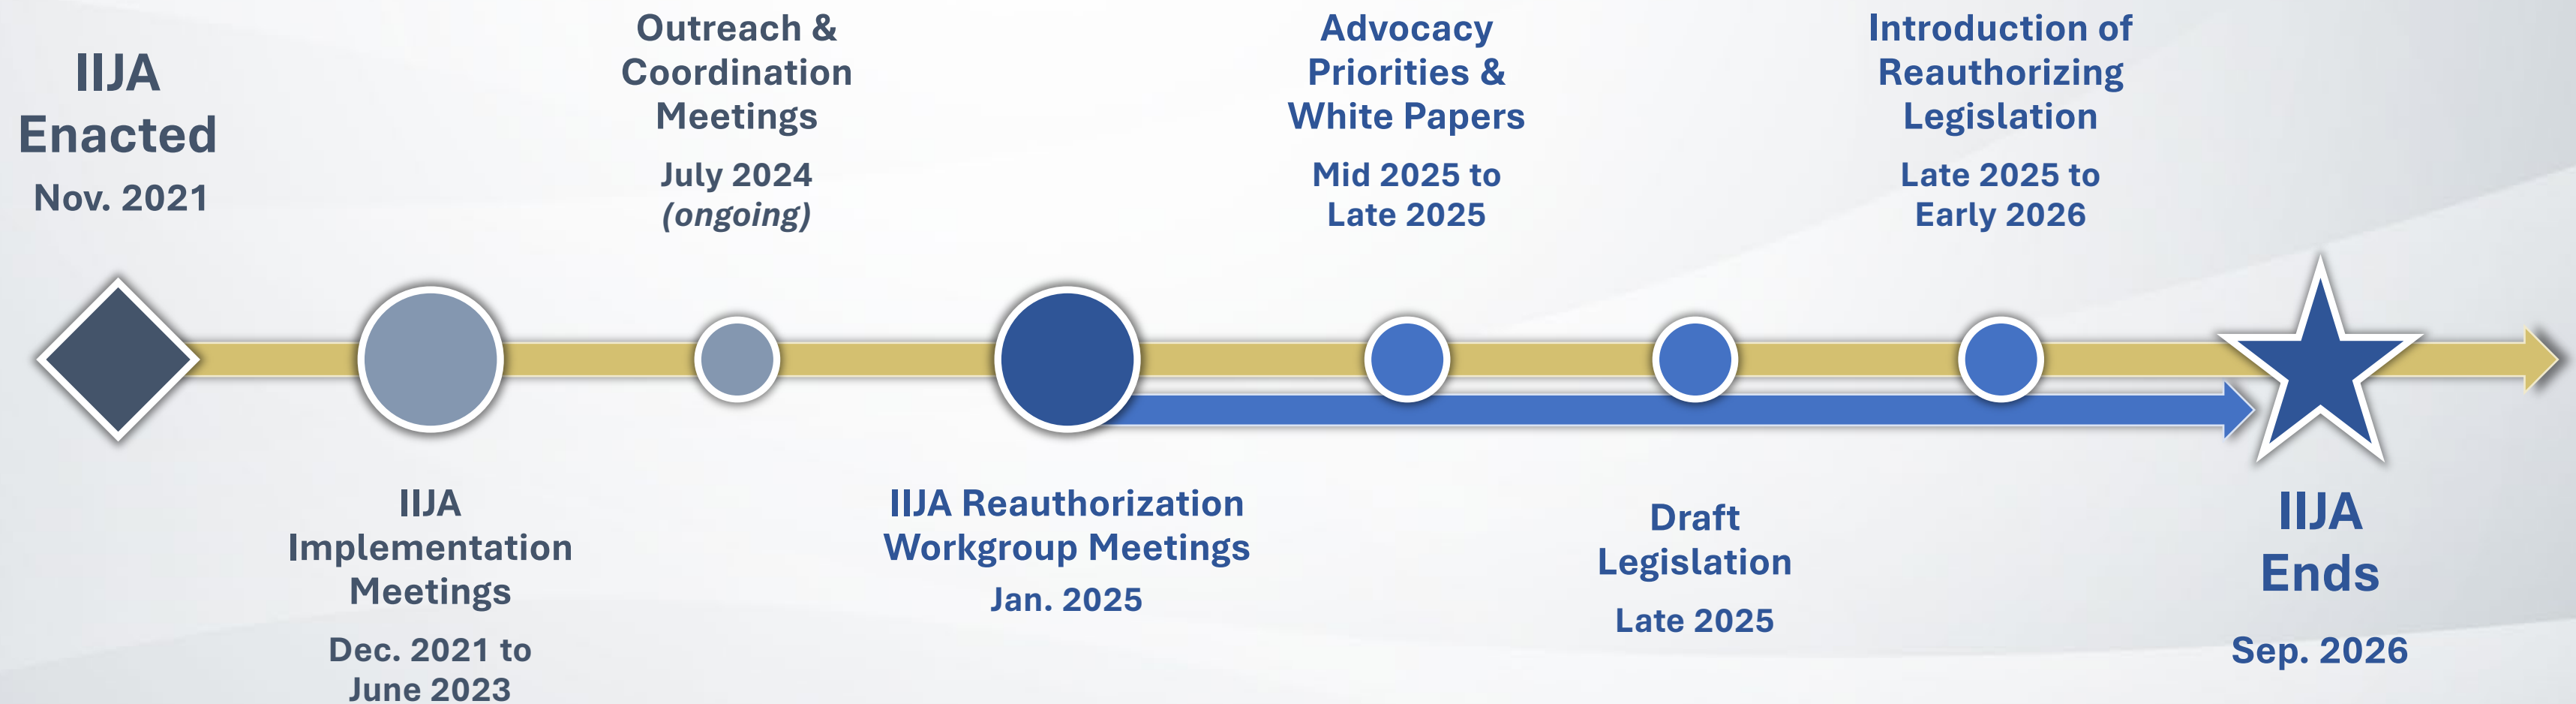 IIJA
Enacted
Nov. 2021
IIJA
Implementation
Meetings
Dec. 2021 to
June 2023
Outreach &
Coordination
Meetings
July 2024
(ongoing)
IIJA Reauthorization
Workgroup Meetings
Jan. 2025
Advocacy
Priorities &
White Papers
Mid 2025 to
Late 2025
Draft
Legislation
Late 2025
Introduction of
Reauthorizing
Legislation
Late 2025 to
Early 2026
IIJA
Ends
Sep. 2026